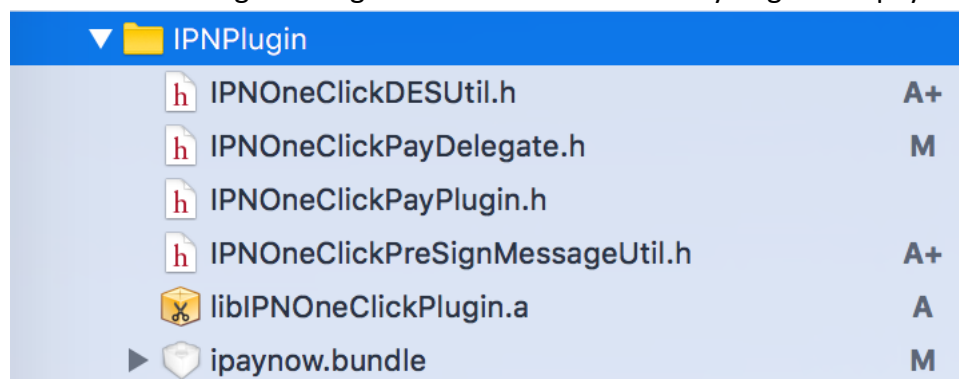 IPNPlugin
h IPNOneClickDESUtil.h A+
h IPNOneClickPayDelegate.h M
h IPNOneClickPayPlugin.h
h IPNOneClickPreSignMessageUtil.h A+
libIPNOneClickPlugin.a A
ipaynow.bundle M